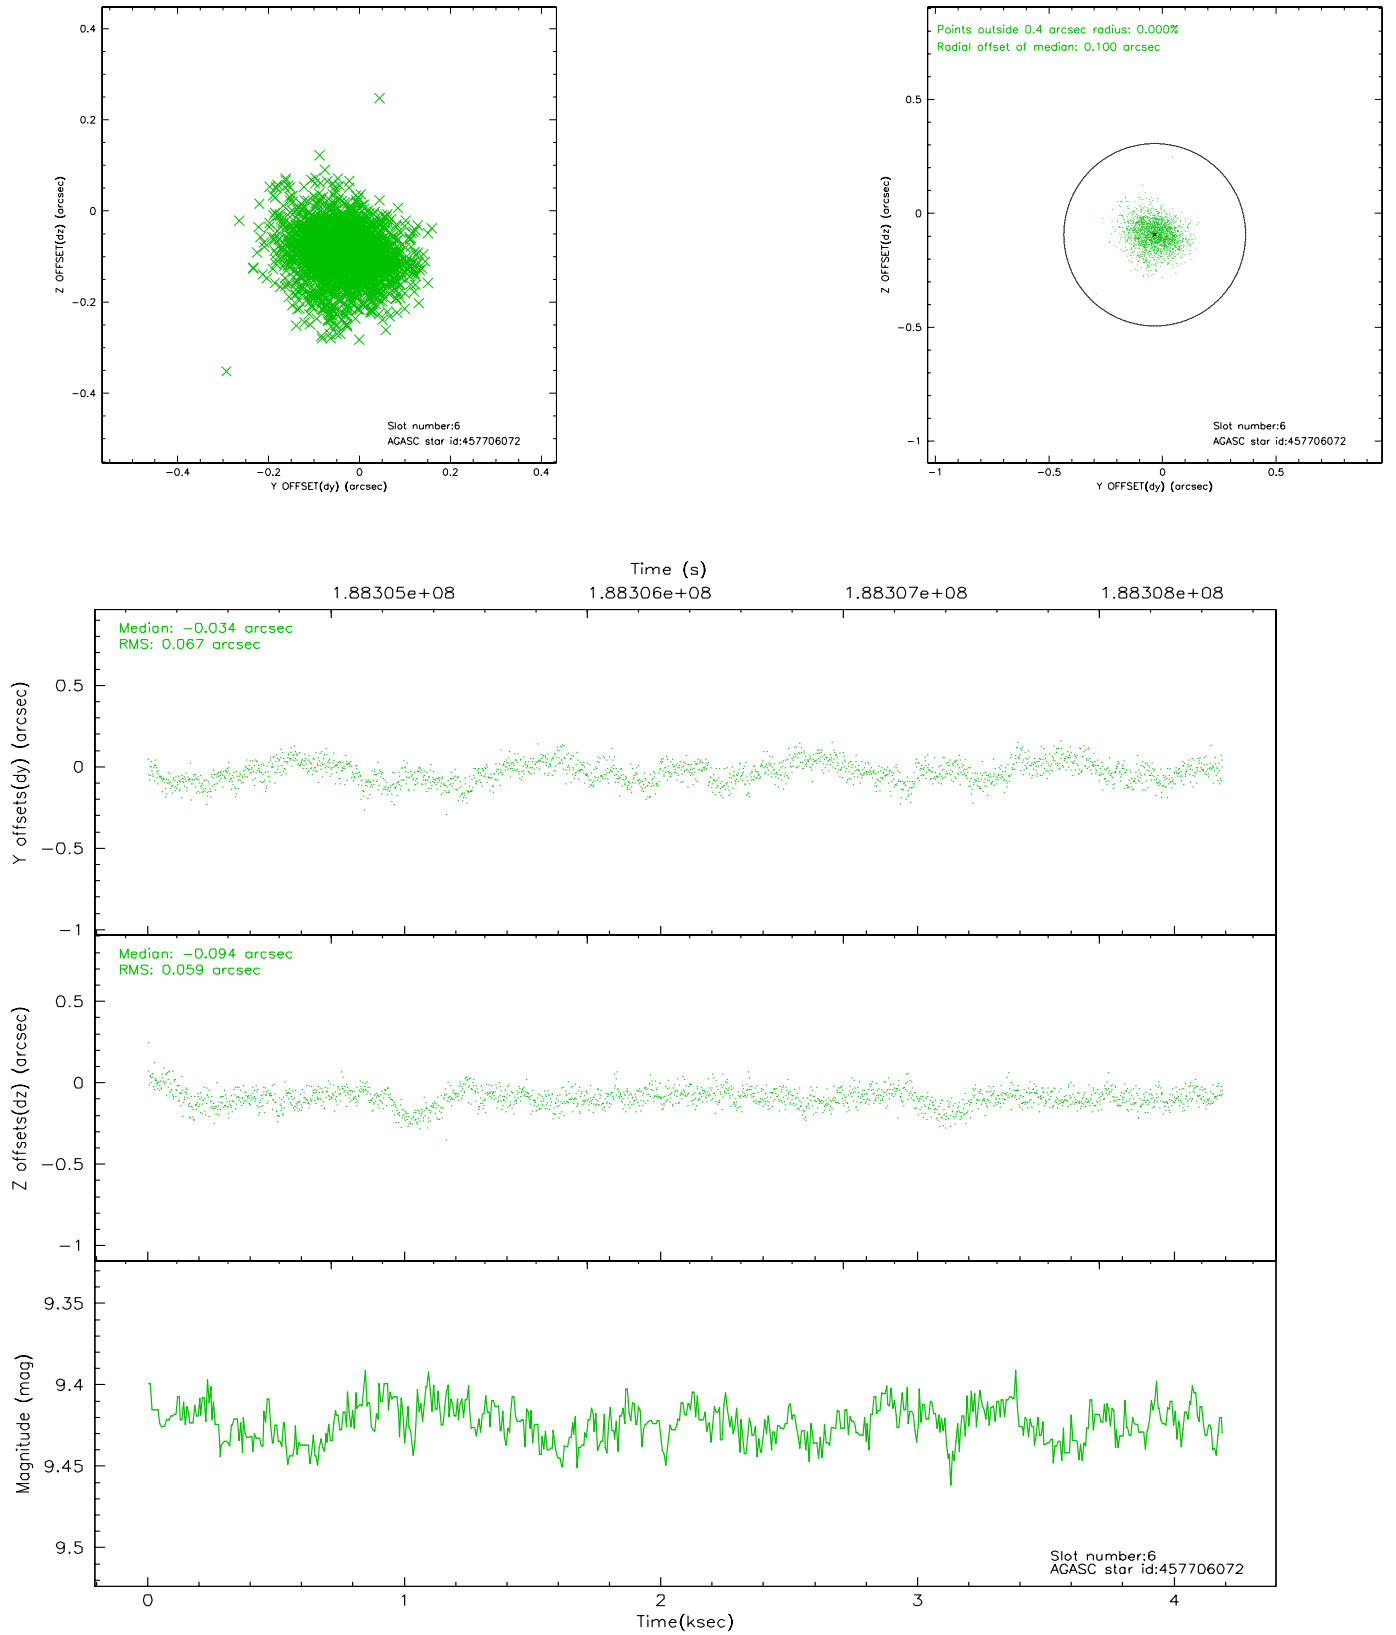 0.4
0.2
0
−0.2
−0.4
Z OFFSET(dz) (arcsec)
Slot number:6
AGASC star id:457706072
−0.4 −0.2 0 0.2 0.4
Y OFFSET(dy) (arcsec)
Points outside 0.4 arcsec radius: 0.000%
Radial offset of median: 0.100 arcsec
0.5
0
−0.5
−1
Z OFFSET(dz) (arcsec)
Slot number:6
AGASC star id:457706072
−1 −0.5 0 0.5
Y OFFSET(dy) (arcsec)
Time (s)
1.88305e+08 1.88306e+08 1.88307e+08 1.88308e+08
Median: −0.034 arcsec
RMS: 0.067 arcsec
0.5
0
−0.5
−1
Y offsets(dy) (arcsec)
Median: −0.094 arcsec
RMS: 0.059 arcsec
0.5
0
−0.5
−1
Z offsets(dz) (arcsec)
9.35
9.4
9.45
9.5
Magnitude (mag)
Slot number:6
AGASC star id:457706072
0 1 2 3 4
Time(ksec)